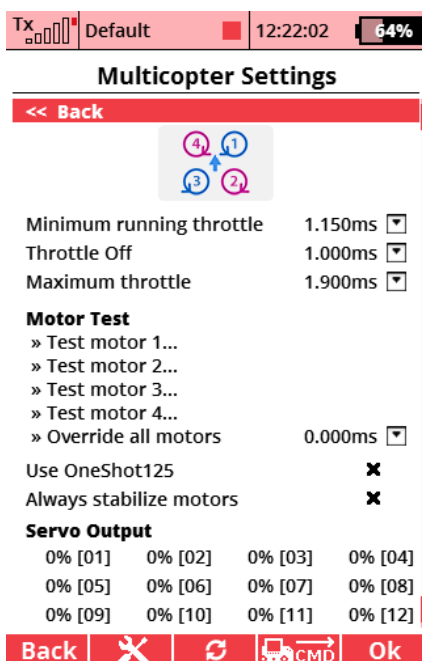 Tx Default 12:22:02 64%
Multicopter Settings
<< Back
4 1
3 2
Minimum running throttle 1.150ms
Throttle Off 1.000ms
Maximum throttle 1.900ms
Motor Test
» Test motor 1...
» Test motor 2...
» Test motor 3...
» Test motor 4...
» Override all motors 0.000ms
Use OneShot125
Always stabilize motors
Servo Output
0% [01] 0% [02] 0% [03] 0% [04]
0% [05] 0% [06] 0% [07] 0% [08]
0% [09] 0% [10] 0% [11] 0% [12]
Back CMD Ok